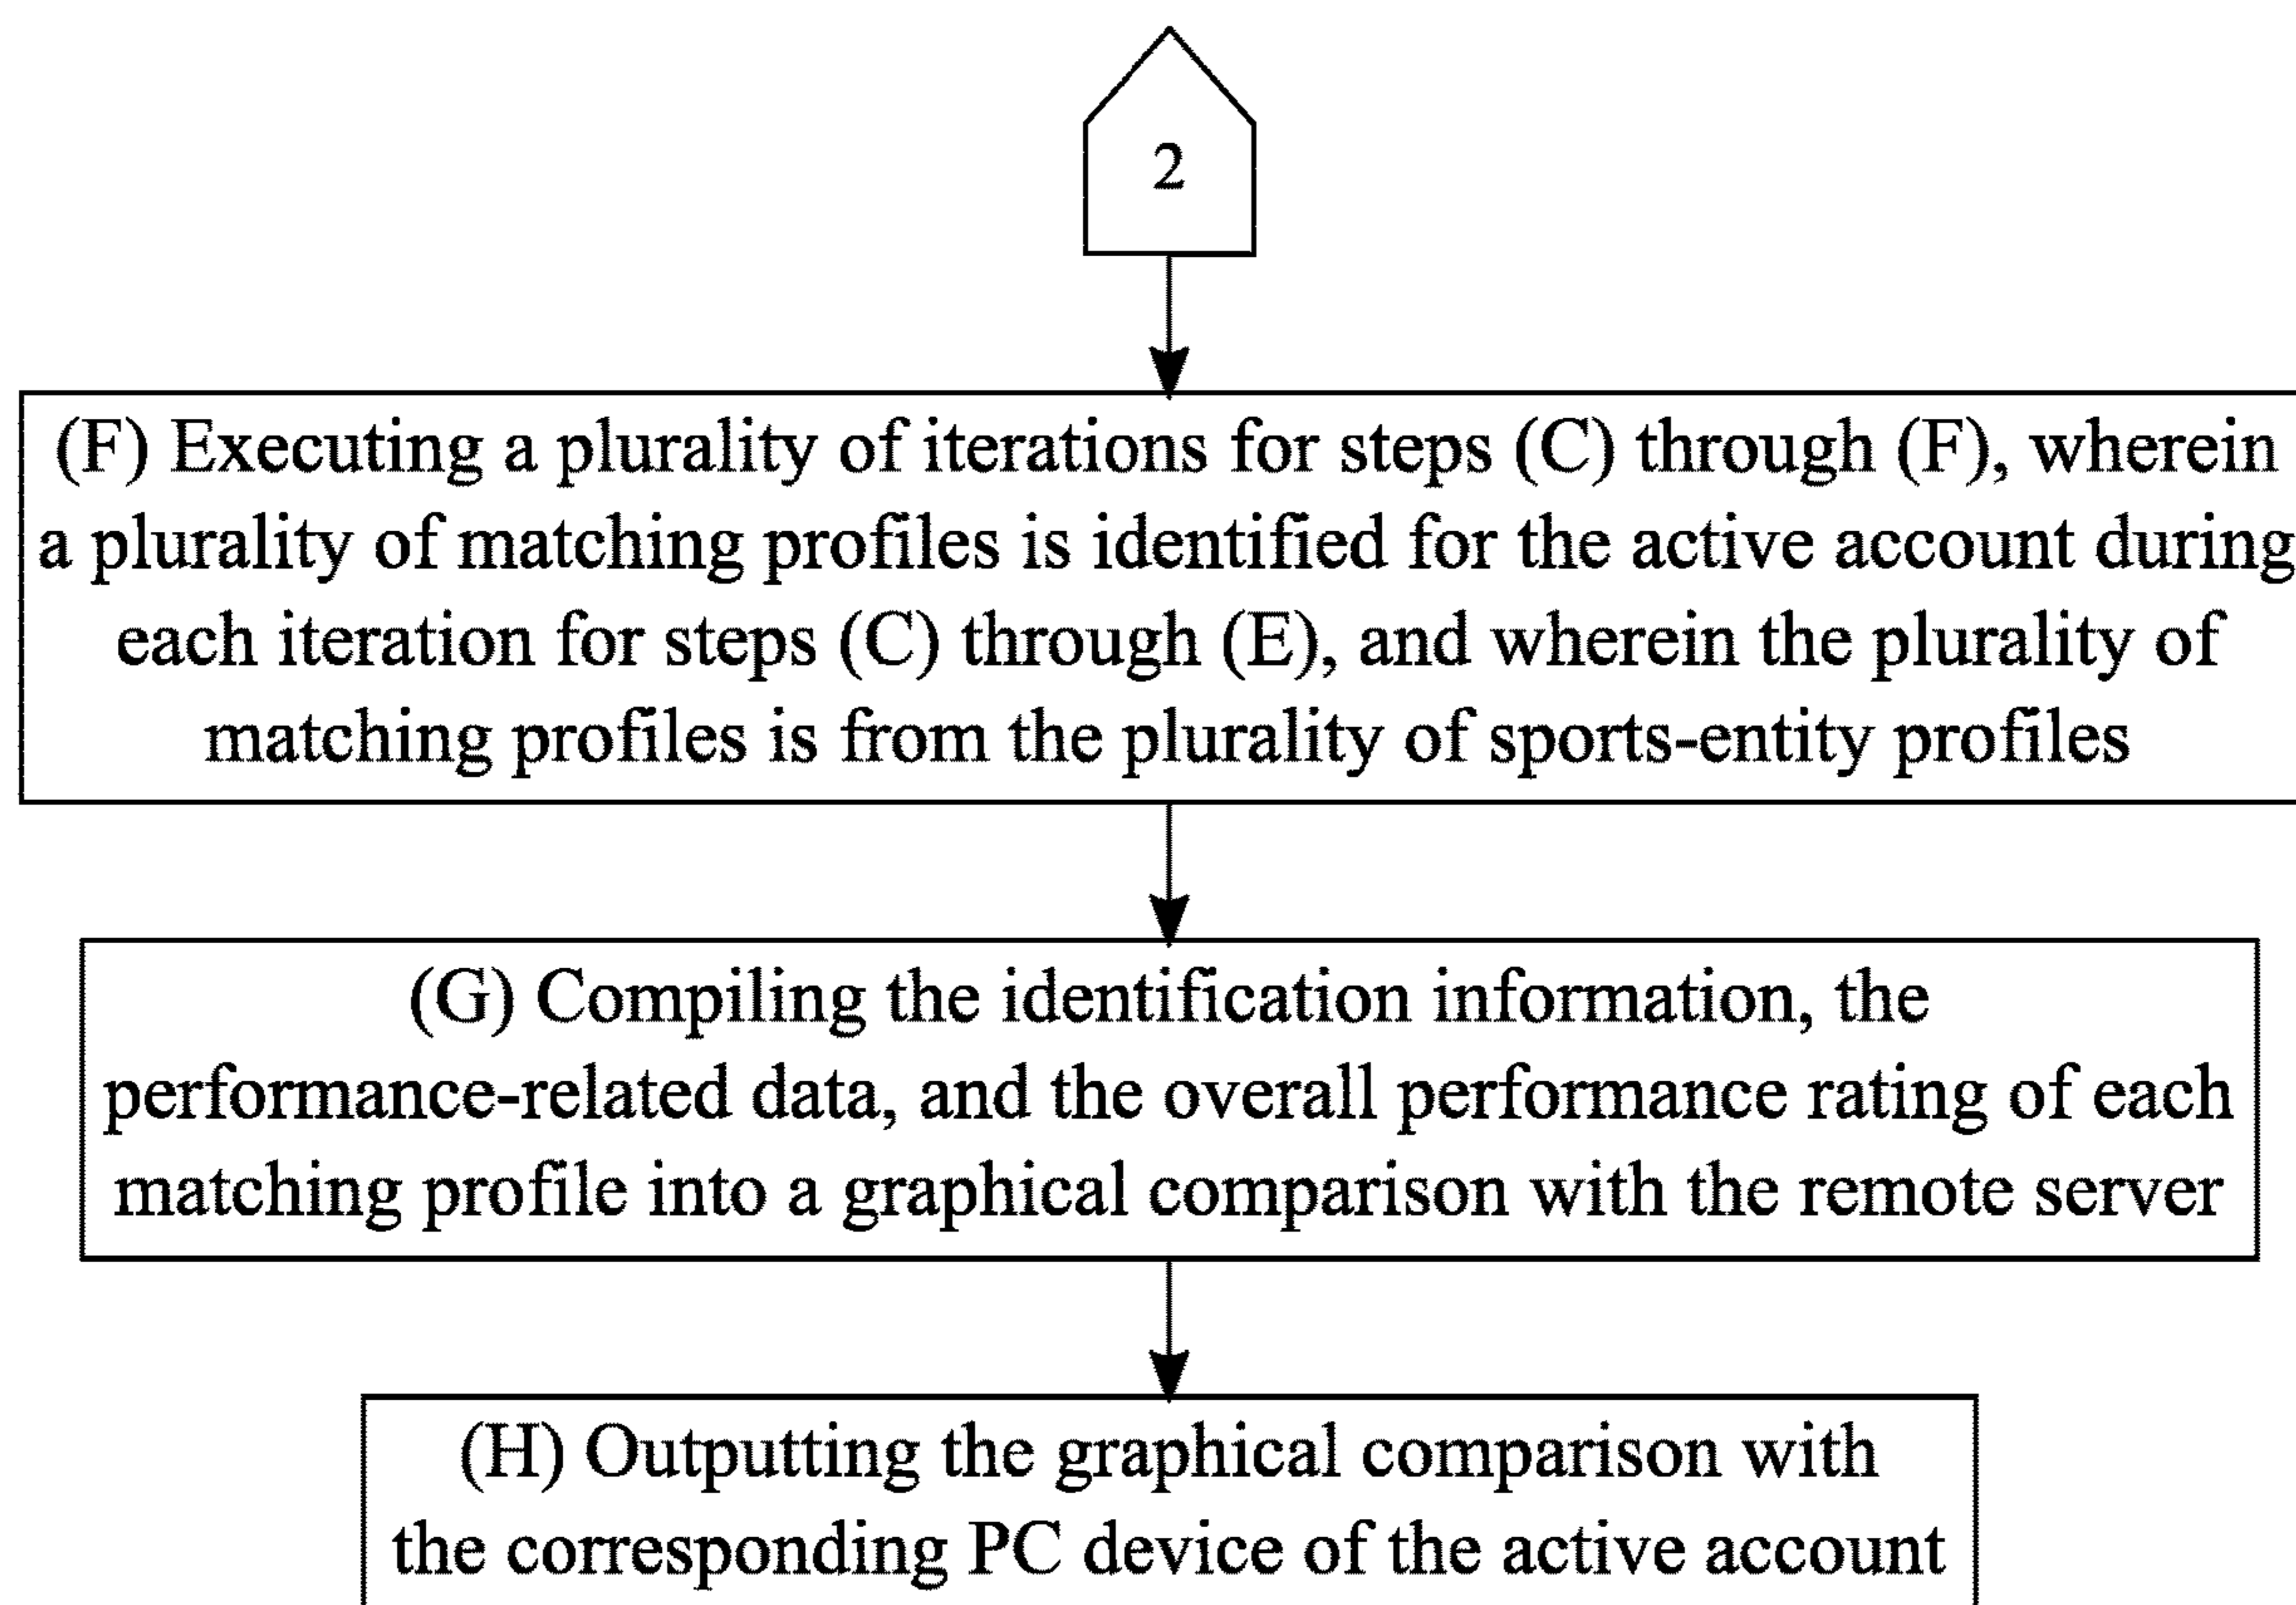 2
(F) Executing a plurality of iterations for steps (C) through (F), wherein
a plurality of matching profiles is identified for the active account during
each iteration for steps (C) through (E), and wherein the plurality of
matching profiles is from the plurality of sports-entity profiles
(G) Compiling the identification information, the
performance-related data, and the overall performance rating of each
matching profile into a graphical comparison with the remote server
(H) Outputting the graphical comparison with
the corresponding PC device of the active account